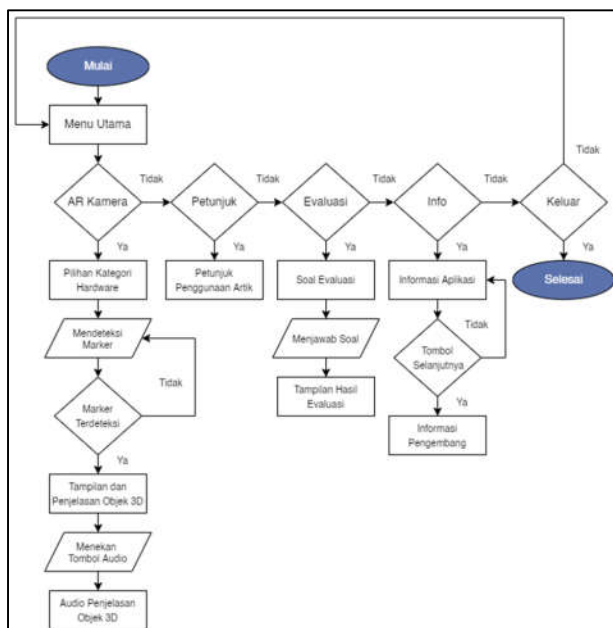 Mulai
Menu Utama
AR Kamera
Tidak
Petunjuk
Tidak
Evaluasi
Tidak
Info
Tidak
Keluar
Tidak
Ya
Ya
Ya
Ya
Ya
Pilihan Kategori
Hardware
Petunjuk
Penggunaan Artik
Soal Evaluasi
Informasi Aplikasi
Selesai
Mendeteksi
Marker
Tidak
Menjawab Soal
Tidak
Tombol
Selanjutnya
Marker
Terdeteksi
Tampilan Hasil
Evaluasi
Ya
Informasi
Pengembang
Ya
Tampilan dan
Penjelasan Objek 3D
Menekan
Tombol Audio
Audio Penjelasan
Objek 3D